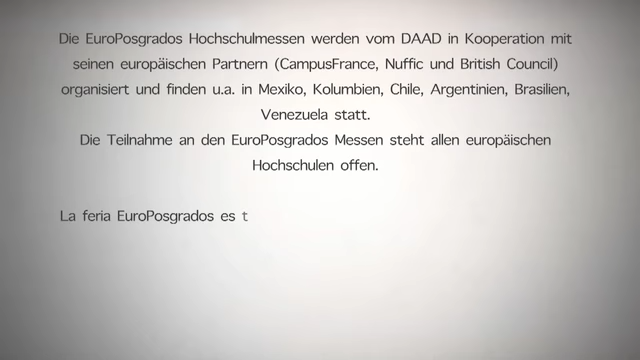 Die EuroPosgrados Hochschulmessen werden vom DAAD in Kooperation mit
seinen europäischen Partnern (CampusFrance, Nuffic und British Council)
organisiert und finden u.a. in Mexiko, Kolumbien, Chile, Argentinien, Brasilien,
Venezuela statt.
Die Teilnahme an den EuroPosgrados Messen steht allen europäischen
Hochschulen offen.
La feria EuroPosgrados es t